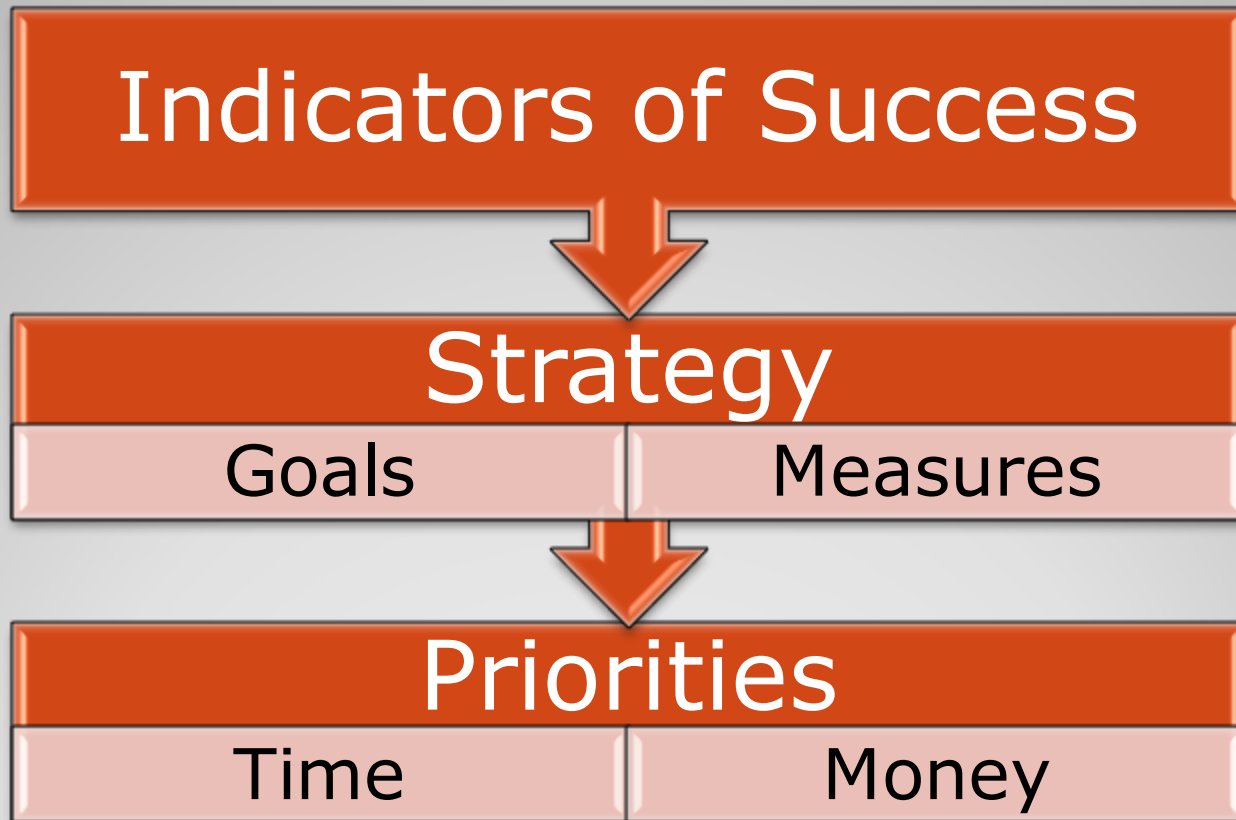 Indicators of Success
Strategy
Goals
Measures
Priorities
Time
Money